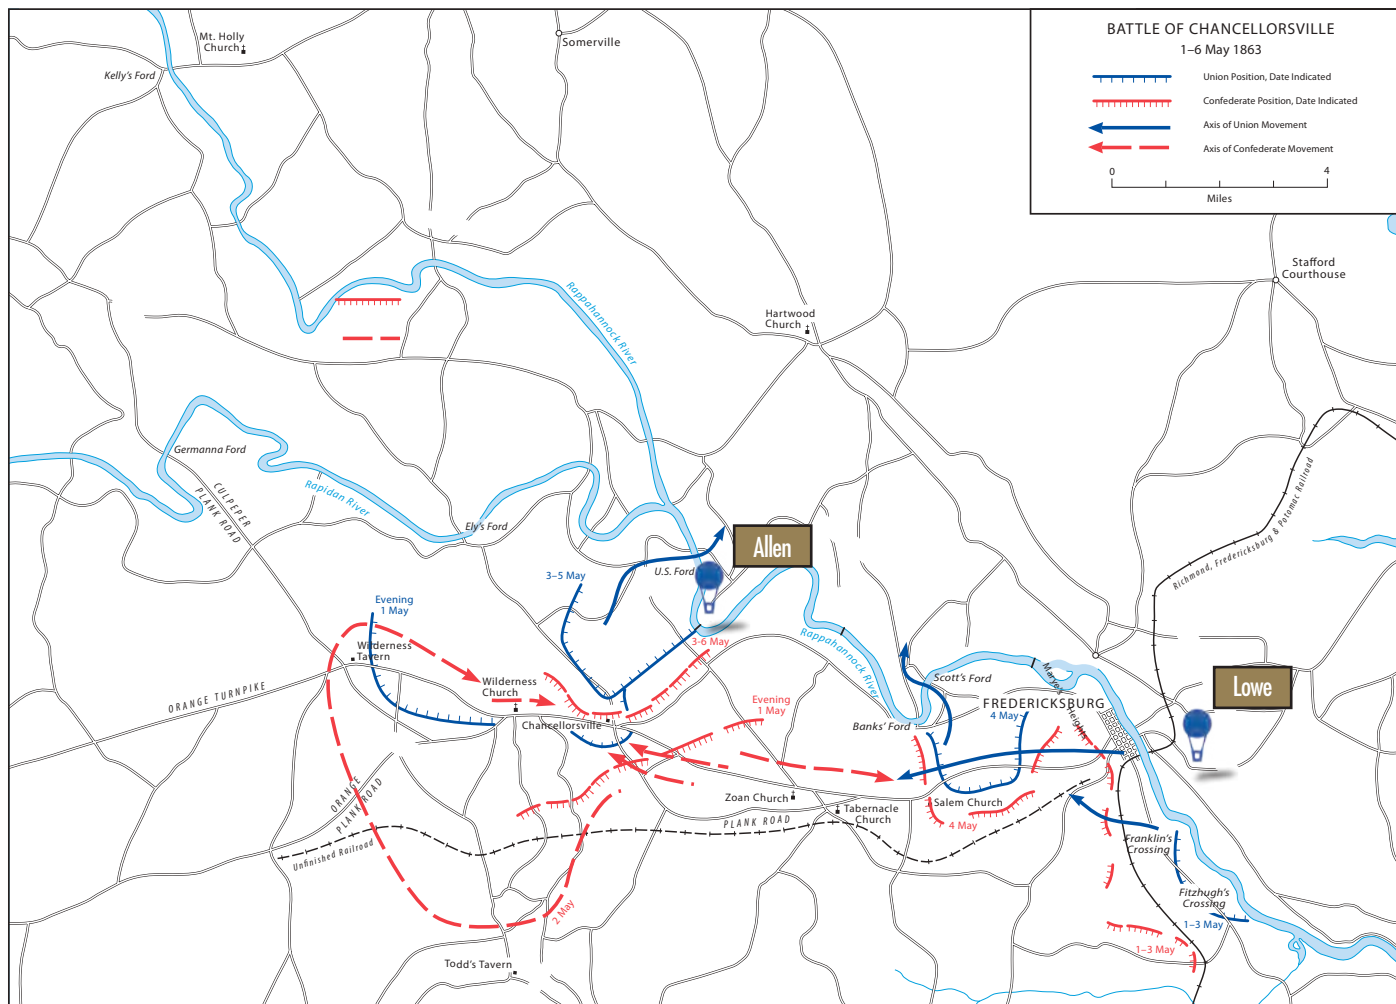 BATTLE OF CHANCELLORSVILLE
1–6 May 1863
Union Position, Date Indicated
Confederate Position, Date Indicated
Axis of Union Movement
Axis of Confederate Movement
0
4
Miles
Mt. Holly
Church
Somerville
Kelly's Ford
Stafford
Courthouse
Rappahannock River
Hartwood
Church
Germanna Ford
CULPEPER
PLANK ROAD
Rapidan River
Ely's Ford
Richmond, Fredericksburg & Potomac Railroad
Allen
U.S. Ford
3–5 May
Evening
1 May
Wilderness
Tavern
3-6 May
Rappahannock River
Scott's Ford
Marye's Heights
Lowe
ORANGE TURNPIKE
Wilderness
Church
Evening
1 May
FREDERICKSBURG
4 May
Chancellorsville
Banks' Ford
ORANGE
PLANK ROAD
Zoan Church
Salem Church
Tabernacle
Church
PLANK ROAD
4 May
Unfinished Railroad
Franklin's
Crossing
Fitzhugh's
Crossing
2 May
1–3 May
1–3 May
Todd's Tavern